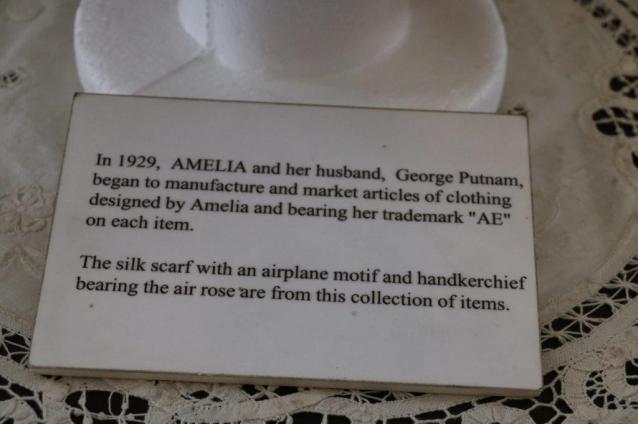 In 1929, AMELIA and her husband, George Putnam,
began to manufacture and market articles of clothing
designed by Amelia and bearing her trademark "AE"
on each item.
The silk scarf with an airplane motif and handkerchief
bearing the air rose are from this collection of items.